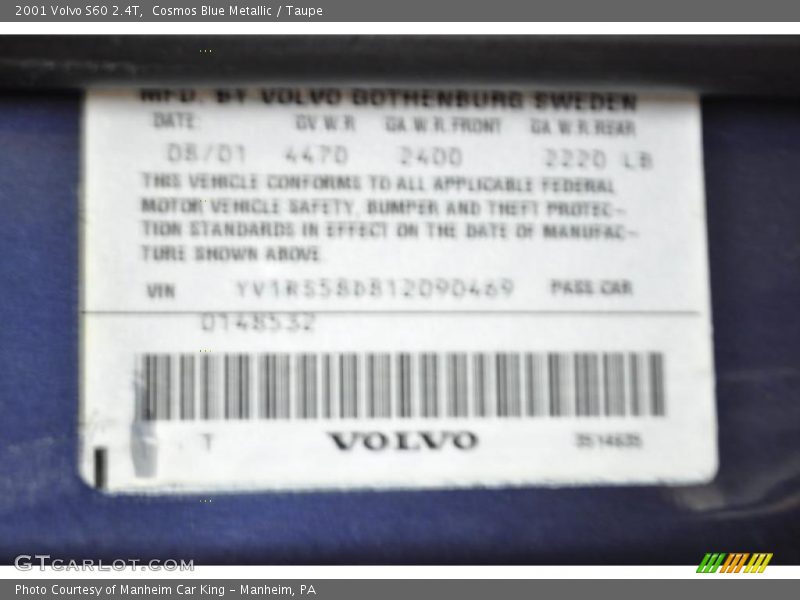 2001 Volvo S60 2.4T,  Cosmos Blue Metallic / Taupe
MFD. BY VOLVO GOTHENBURG SWEDEN
DATE: GV W R GA W R FRONT GA W R REAR
08/01 4470 2400 2220 LB
THIS VEHICLE CONFORMS TO ALL APPLICABLE FEDERAL
MOTOR VEHICLE SAFETY, BUMPER AND THEFT PROTEC-
TION STANDARDS IN EFFECT ON THE DATE OF MANUFAC-
TURE SHOWN ABOVE.
VIN YV1RS58D812090469 PASS CAR
0148532
T VOLVO 3514635
GTCARLOT.COM
Photo Courtesy of Manheim Car King - Manheim, PA